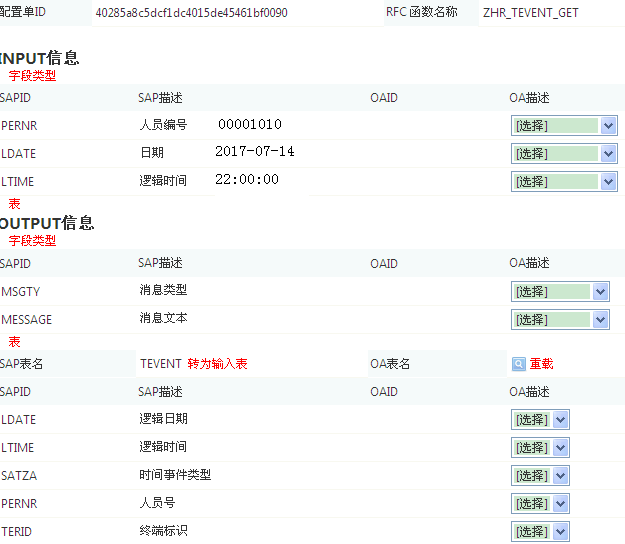 配置单ID 40285a8c5dcf1dc4015de45461bf0090 RFC 函数名称 ZHR_TEVENT_GET
INPUT信息
字段类型
SAPID SAP描述 OAID OA描述
PERNR 人员编号 00001010 [选择]
LDATE 日期 2017-07-14 [选择]
LTIME 逻辑时间 22:00:00 [选择]
表
OUTPUT信息
字段类型
SAPID SAP描述 OAID OA描述
MSGTY 消息类型 [选择]
MESSAGE 消息文本 [选择]
表
SAP表名 TEVENT 转为输入表 OA表名 重载
SAPID SAP描述 OAID OA描述
LDATE 逻辑日期 [选择]
LTIME 逻辑时间 [选择]
SATZA 时间事件类型 [选择]
PERNR 人员号 [选择]
TERID 终端标识 [选择]